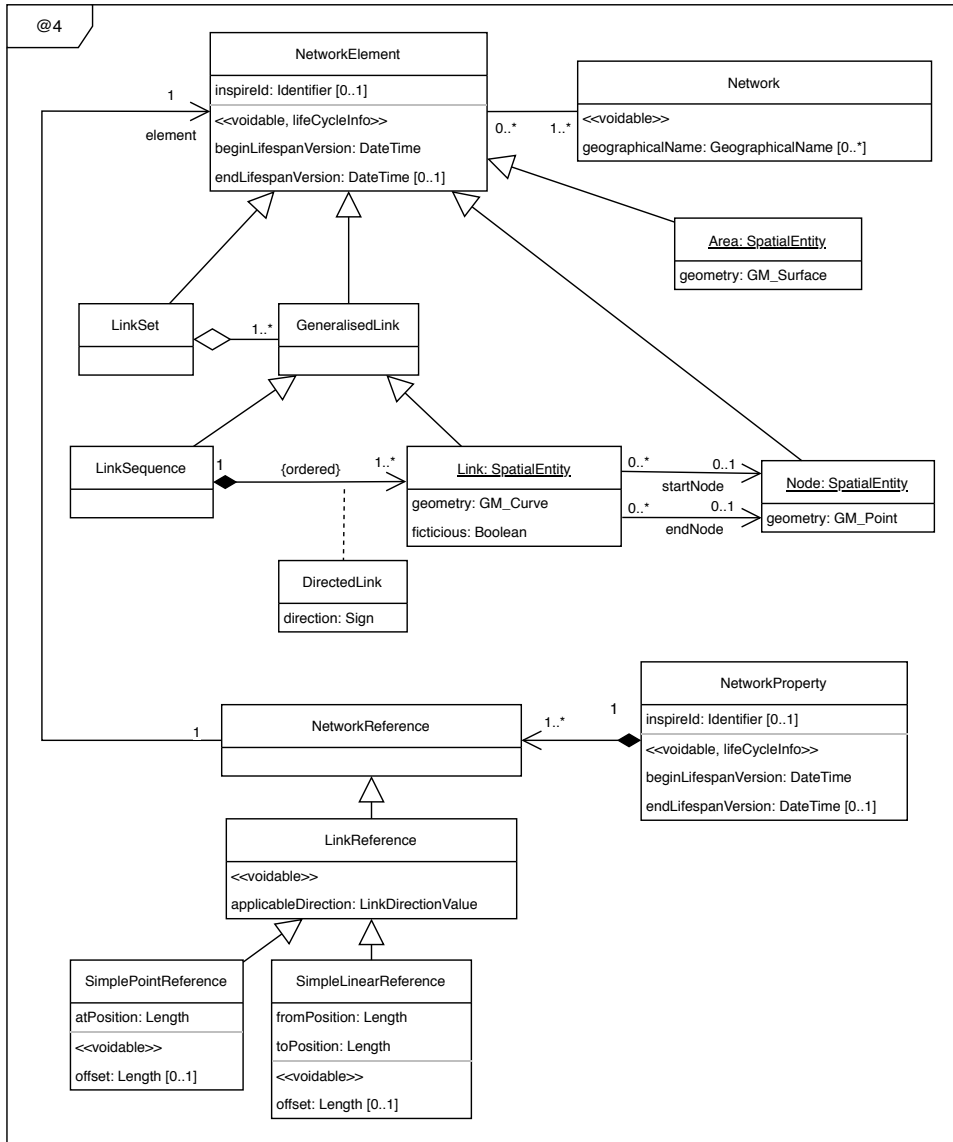 @4
NetworkElement
inspireId: Identifier [0..1]
<<voidable, lifeCycleInfo>>
beginLifespanVersion: DateTime
endLifespanVersion: DateTime [0..1]
1
element
0..*
1..*
Network
<<voidable>>
geographicalName: GeographicalName [0..*]
Area: SpatialEntity
geometry: GM_Surface
LinkSet
1..*
GeneralisedLink
LinkSequence
1
{ordered}
1..*
Link: SpatialEntity
geometry: GM_Curve
ficticious: Boolean
0..*
0..1
startNode
0..*
0..1
endNode
Node: SpatialEntity
geometry: GM_Point
DirectedLink
direction: Sign
NetworkProperty
inspireId: Identifier [0..1]
<<voidable, lifeCycleInfo>>
beginLifespanVersion: DateTime
endLifespanVersion: DateTime [0..1]
1
NetworkReference
1..*
1
LinkReference
<<voidable>>
applicableDirection: LinkDirectionValue
SimplePointReference
atPosition: Length
<<voidable>>
offset: Length [0..1]
SimpleLinearReference
fromPosition: Length
toPosition: Length
<<voidable>>
offset: Length [0..1]